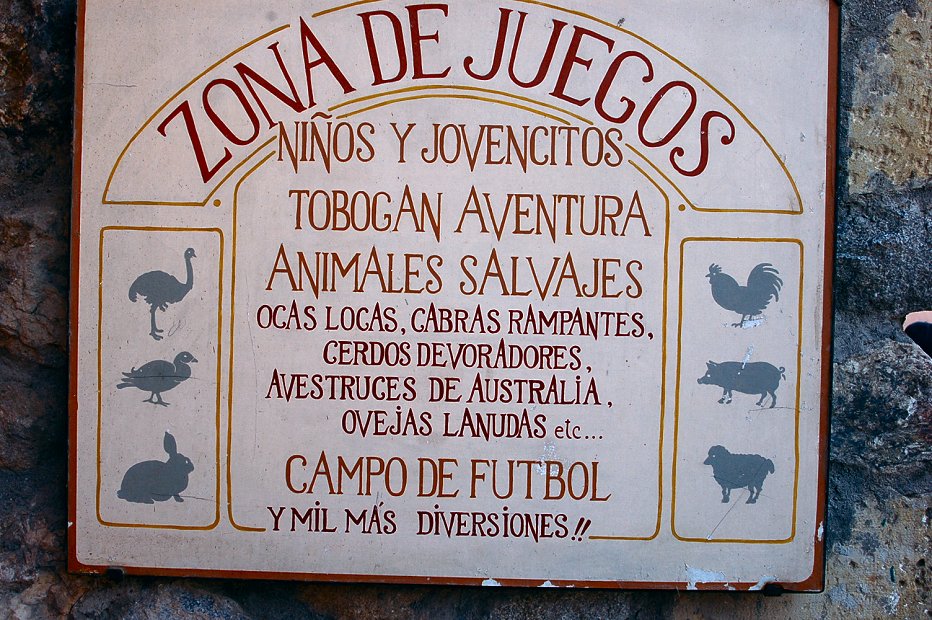 ZONA DE JUEGOS
NIÑOS Y JOVENCITOS
TOBOGAN AVENTURA
ANIMALES SALVAJES
OCAS LOCAS, CABRAS RAMPANTES,
CERDOS DEVORADORES,
AVESTRUCES DE AUSTRALIA,
OVEJAS LANUDAS etc...
CAMPO DE FUTBOL
Y MIL MÁS DIVERSIONES!!